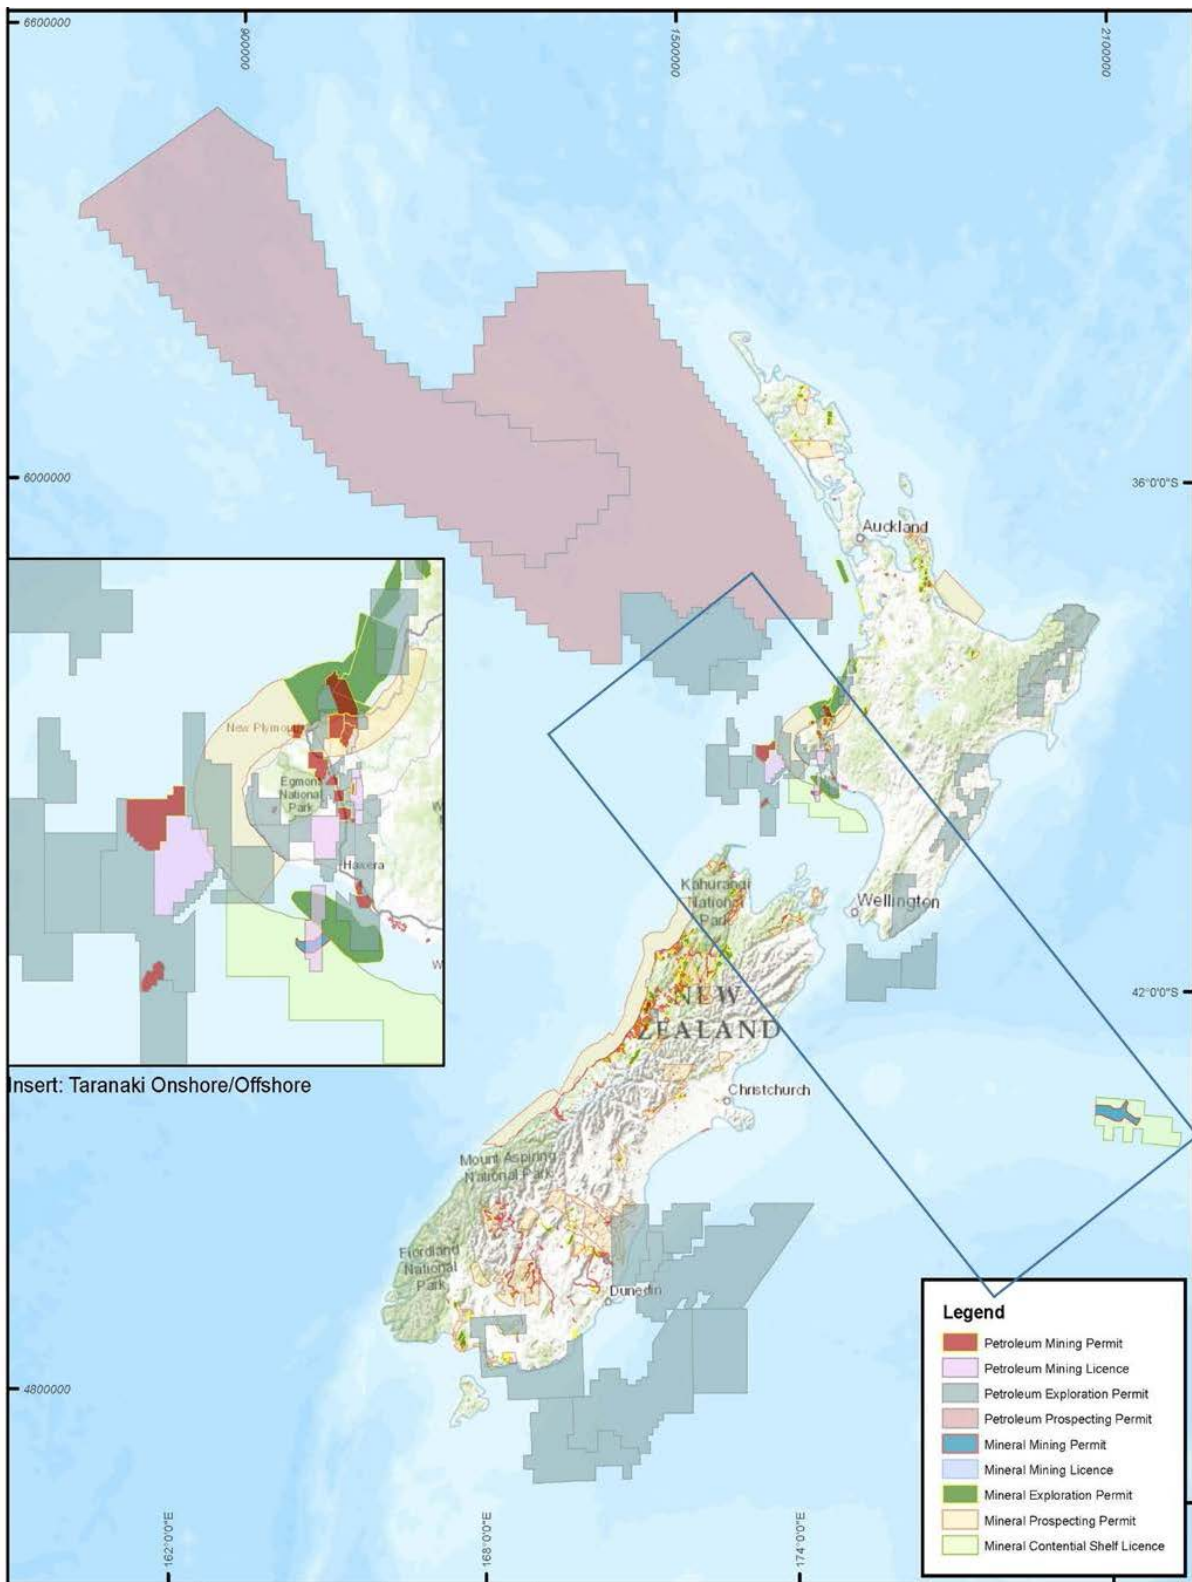 6600000
900000
1500000
2100000
6000000
36°0'0"S
Auckland
New Plymouth
Egmont
National
Park
Hawera
W
W
Insert: Taranaki Onshore/Offshore
Kahurangi
National
Park
Wellington
42°0'0"S
NEW
ZEALAND
Christchurch
Mount Aspiring
National Park
Fiordland
National
Park
Dunedin
4800000
162°0'0"E
168°0'0"E
174°0'0"E
Legend
Petroleum Mining Permit
Petroleum Mining Licence
Petroleum Exploration Permit
Petroleum Prospecting Permit
Mineral Mining Permit
Mineral Mining Licence
Mineral Exploration Permit
Mineral Prospecting Permit
Mineral Contential Shelf Licence